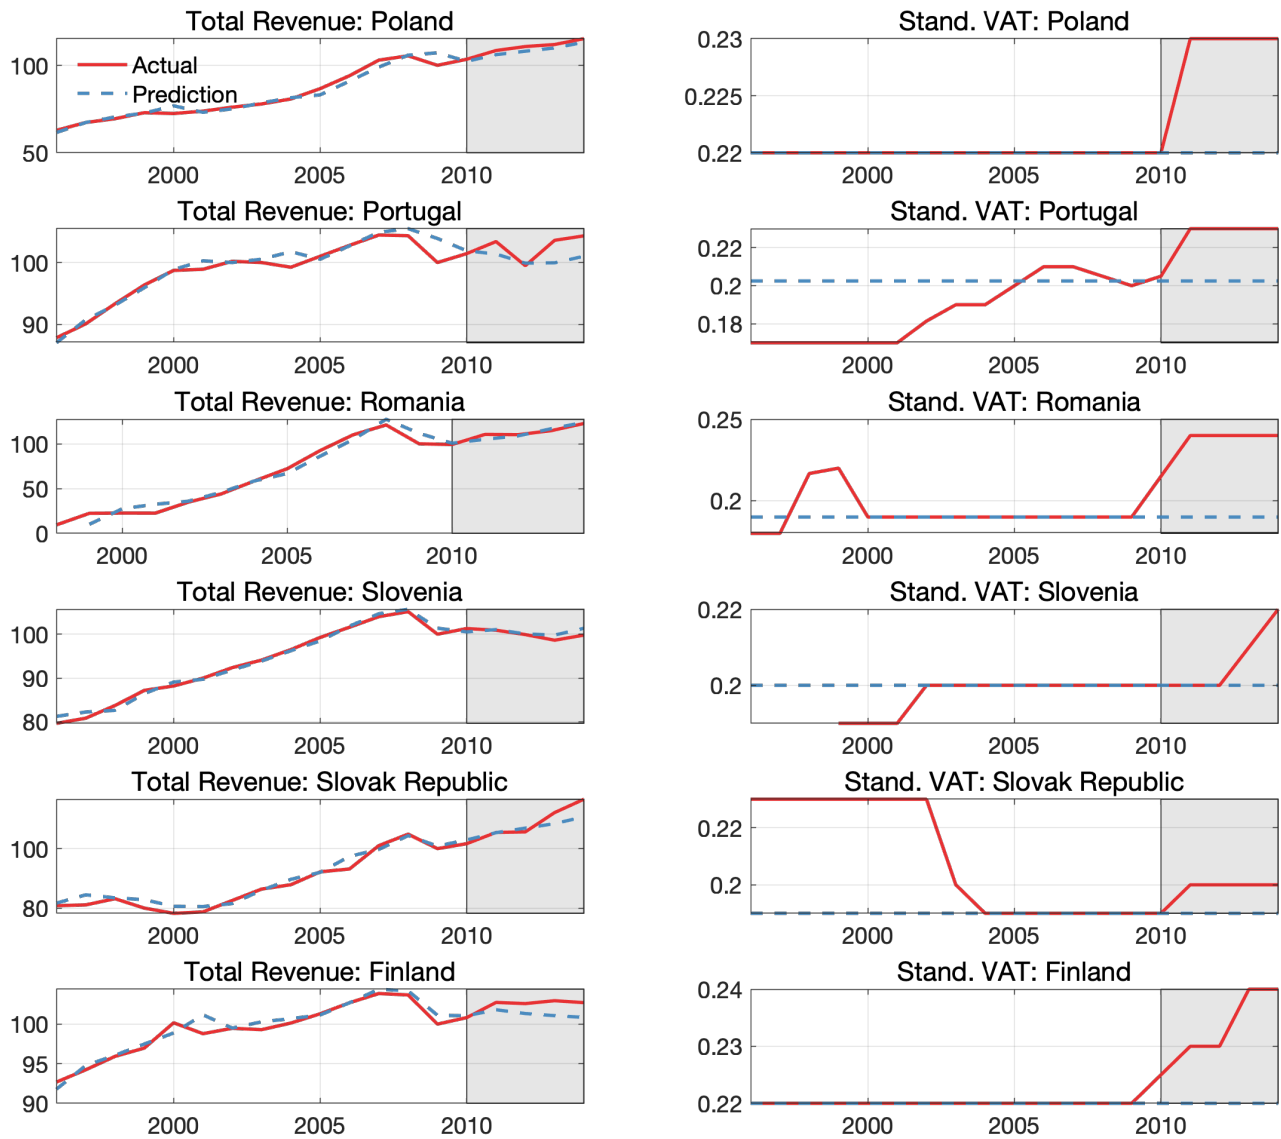 Total Revenue: Poland
100
50
Actual
Prediction
2000 2005 2010
Stand. VAT: Poland
0.23
0.225
0.22
2000 2005 2010
Total Revenue: Portugal
100
90
2000 2005 2010
Stand. VAT: Portugal
0.22
0.2
0.18
2000 2005 2010
Total Revenue: Romania
100
50
0
2000 2005 2010
Stand. VAT: Romania
0.25
0.2
2000 2005 2010
Total Revenue: Slovenia
100
90
80
2000 2005 2010
Stand. VAT: Slovenia
0.22
0.2
2000 2005 2010
Total Revenue: Slovak Republic
100
80
2000 2005 2010
Stand. VAT: Slovak Republic
0.22
0.2
2000 2005 2010
Total Revenue: Finland
100
95
90
2000 2005 2010
Stand. VAT: Finland
0.24
0.23
0.22
2000 2005 2010